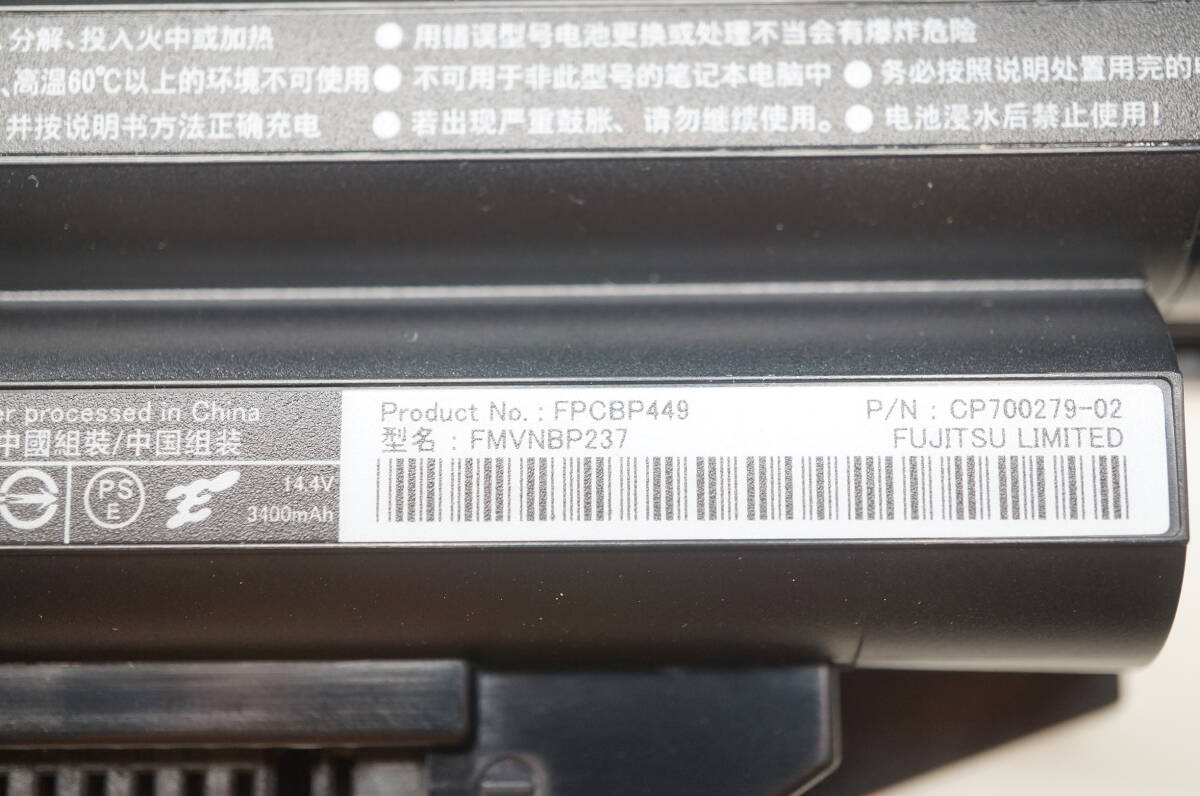 分解、投入火中或加热 ● 用错误型号电池更换或处理不当会有爆炸危险
、高温60℃以上的环境不可使用 ● 不可用于非此型号的笔记本电脑中 ● 务必按照说明处置用完的
并按说明书方法正确充电 ● 若出现严重鼓胀、请勿继续使用。 ● 电池浸水后禁止使用！
er processed in China
中國組裝/中国组装
PS
E
14.4V
3400mAh
Product No. : FPCBP449
P/N : CP700279-02
型名 : FMVNBP237
FUJITSU LIMITED